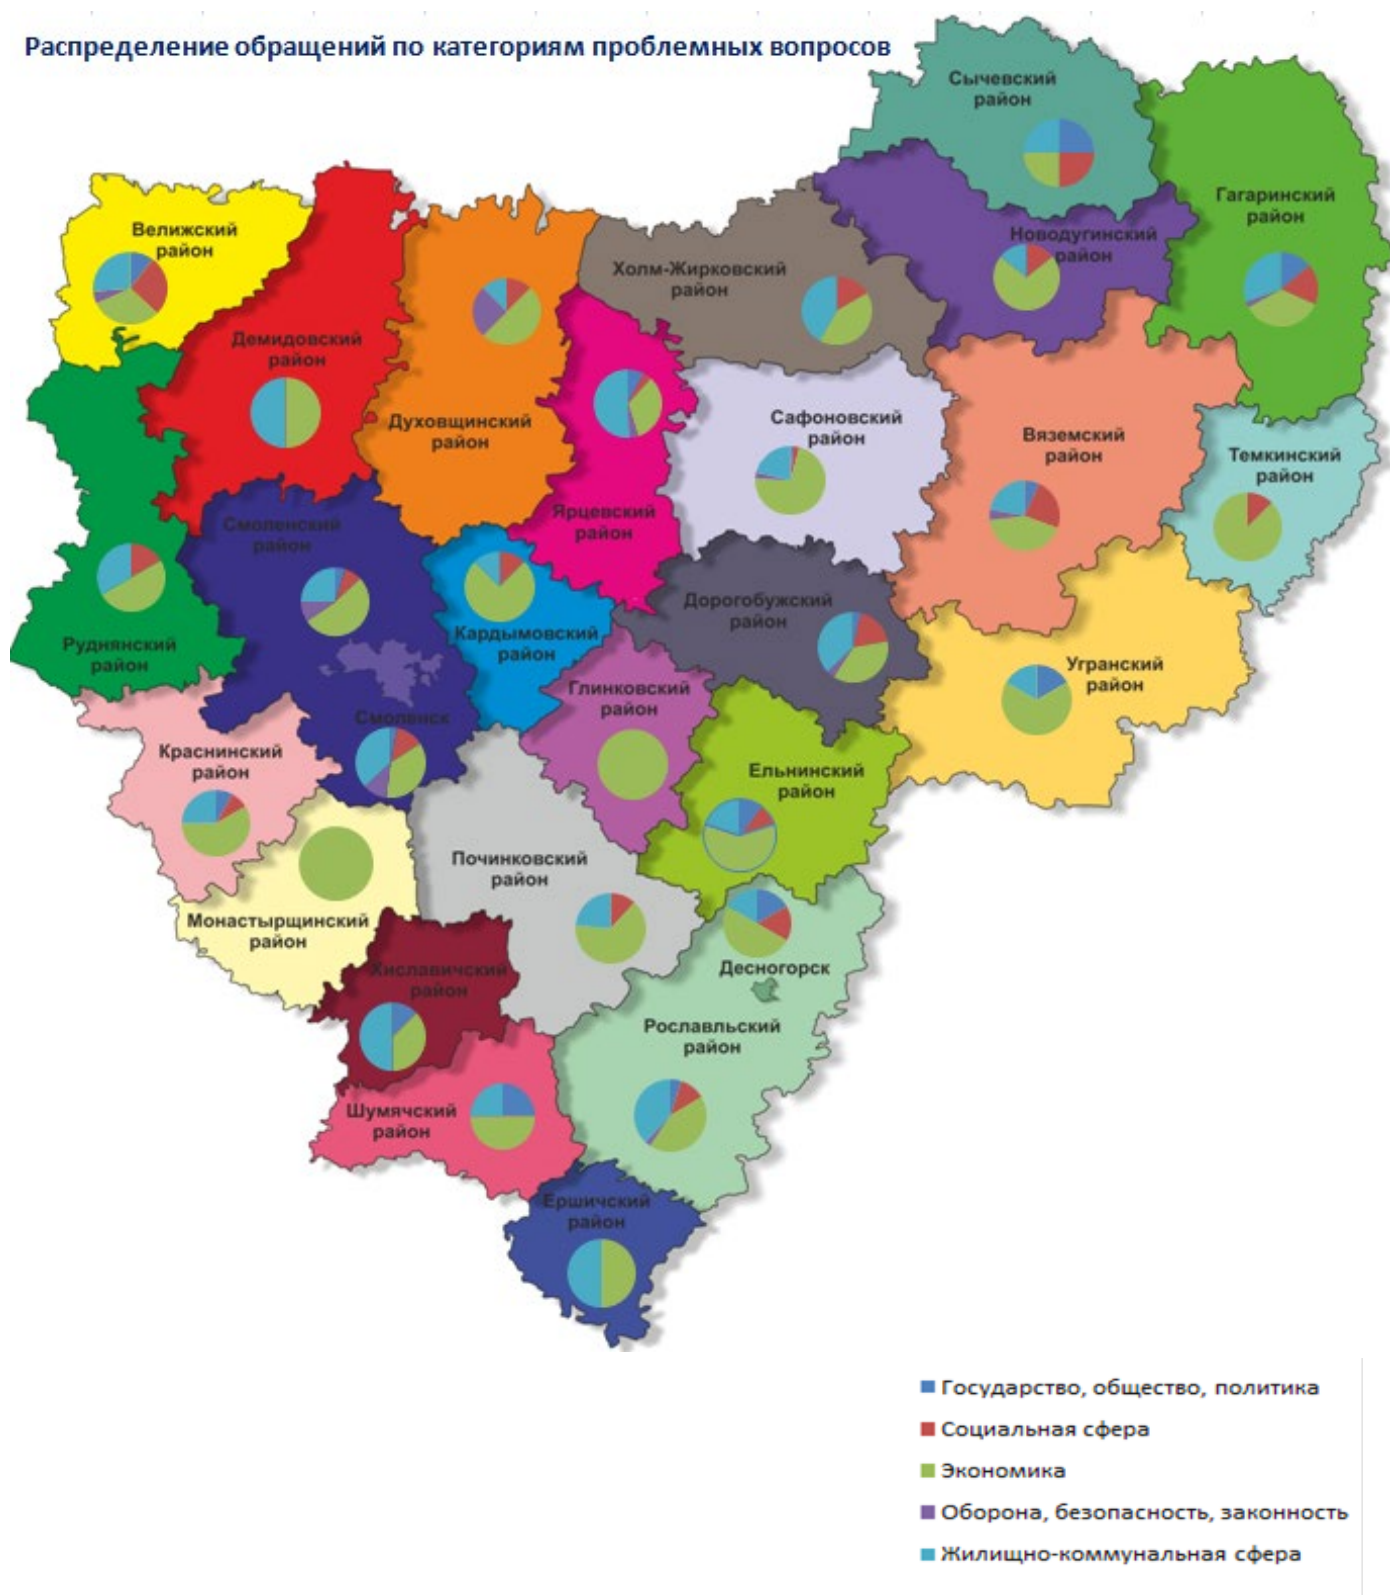 Распределение обращений по категориям проблемных вопросов
Сычевский
район
Гагаринский
район
Велижский
район
Новодугинский
район
Холм-Жирковский
район
Демидовский
район
Духовщинский
район
Сафоновский
район
Вяземский
район
Темкинский
район
Ярцевский
район
Смоленский
район
Дорогобужский
район
Руднянский
район
Кардымовский
район
Угранский
район
Глинковский
район
Смоленск
Краснинский
район
Ельнинский
район
Починковский
район
Монастырщинский
район
Десногорск
Хиславичский
район
Рославльский
район
Шумячский
район
Ершичский
район
Государство, общество, политика
Социальная сфера
Экономика
Оборона, безопасность, законность
Жилищно-коммунальная сфера